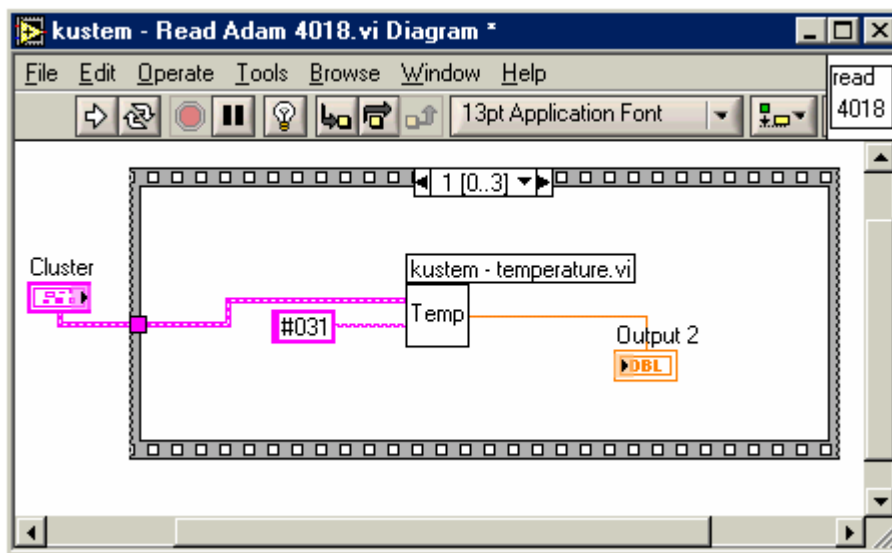 kustem - Read Adam 4018.vi Diagram *
File Edit Operate Tools Browse Window Help
read
4018
13pt Application Font
1 [0..3]
Cluster
kustem - temperature.vi
Temp
#031
Output 2
DBL